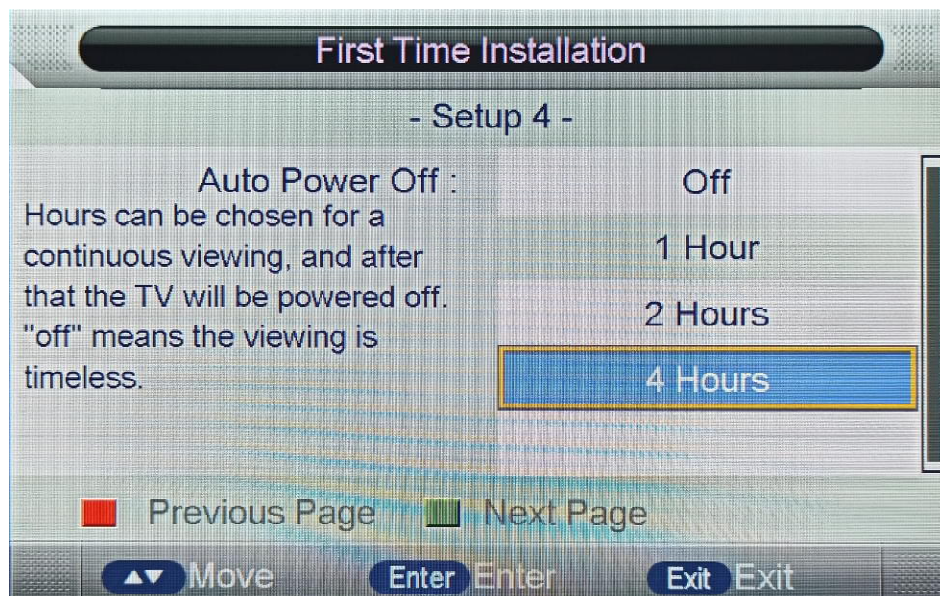 First Time Installation
- Setup 4 -
Auto Power Off :
Hours can be chosen for a
continuous viewing, and after
that the TV will be powered off.
"off" means the viewing is
timeless.
Off
1 Hour
2 Hours
4 Hours
Previous Page Next Page
Move Enter Enter Exit Exit